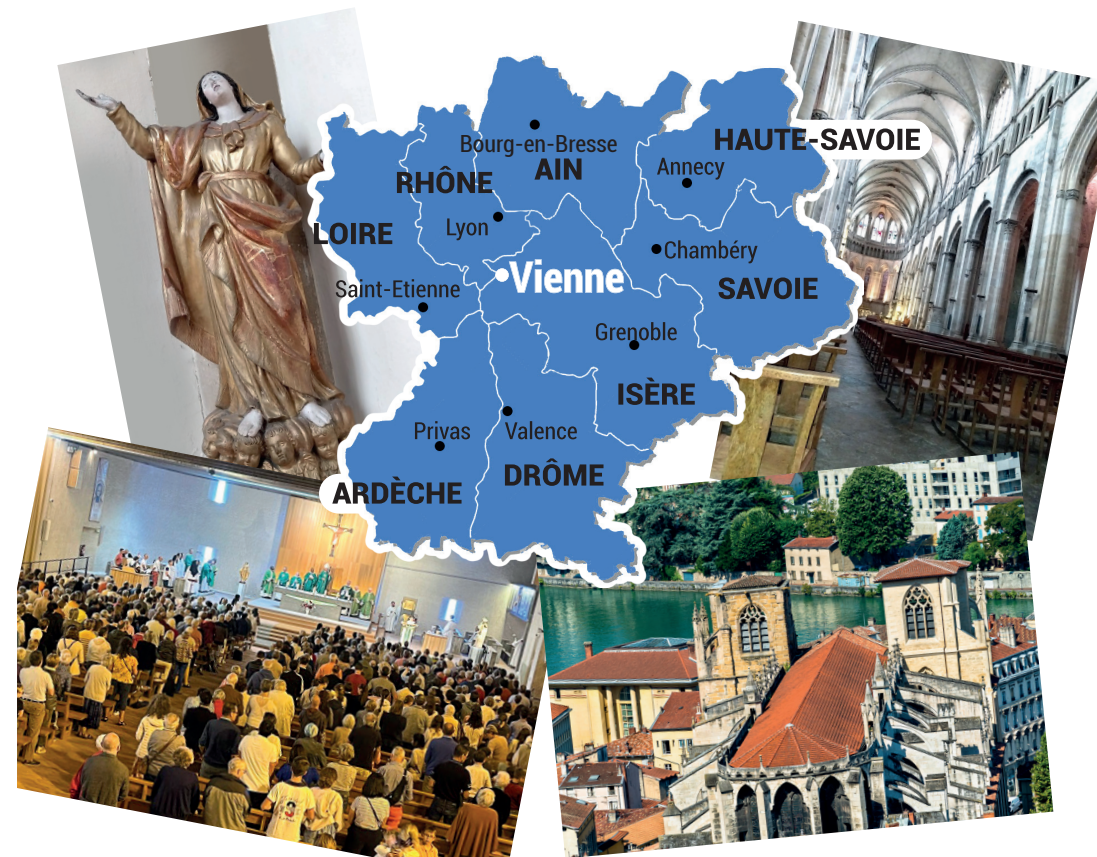 HAUTE-SAVOIE
Bourg-en-Bresse
AIN
Annecy
RHÔNE
Lyon
LOIRE
Chambéry
Vienne
SAVOIE
Saint-Etienne
Grenoble
ISÈRE
Privas
Valence
DRÔME
ARDÈCHE